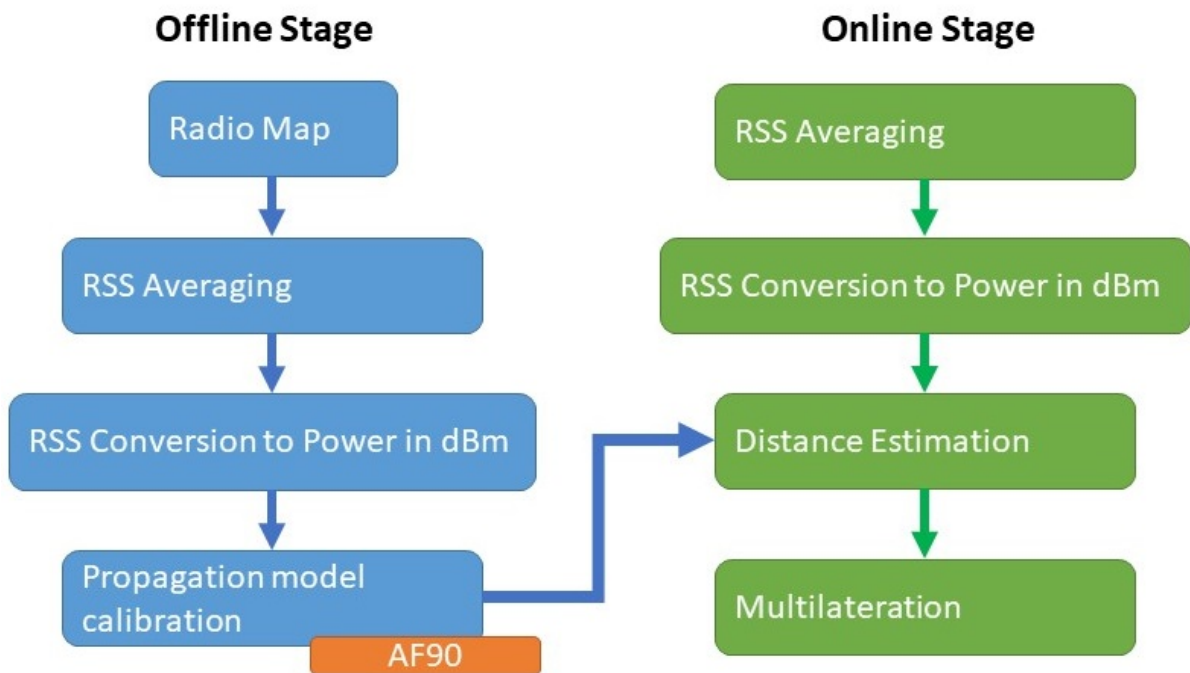 Offline Stage
Radio Map
RSS Averaging
RSS Conversion to Power in dBm
Propagation model
calibration
AF90
Online Stage
RSS Averaging
RSS Conversion to Power in dBm
Distance Estimation
Multilateration